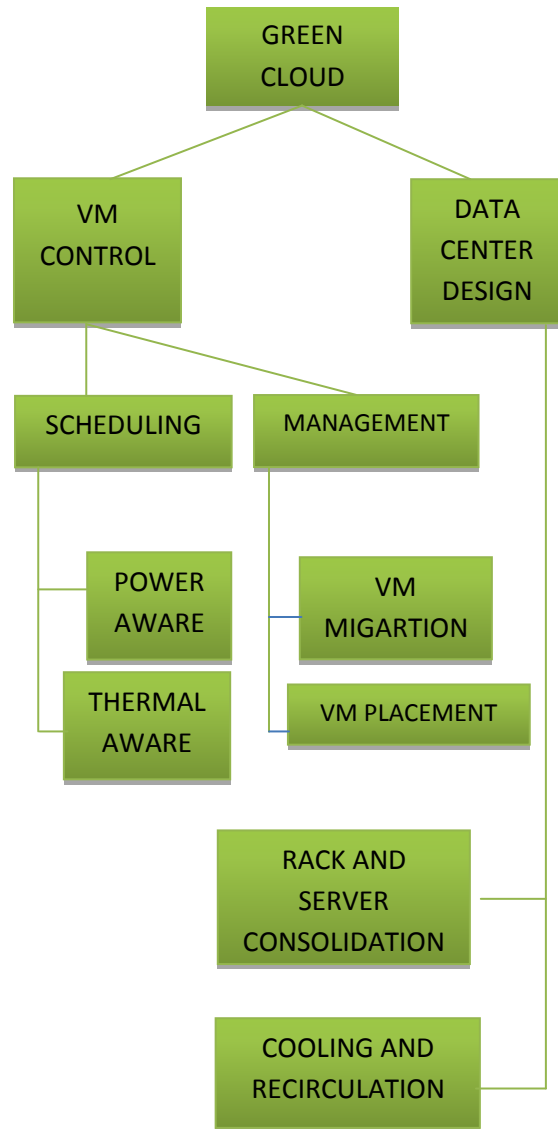 GREEN
CLOUD
VM
CONTROL
DATA
CENTER
DESIGN
SCHEDULING
MANAGEMENT
POWER
AWARE
VM
MIGARTION
THERMAL
AWARE
VM PLACEMENT
RACK AND
SERVER
CONSOLIDATION
COOLING AND
RECIRCULATION